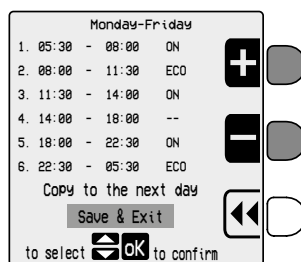 Monday-Friday
1. 05:30 - 08:00 ON
2. 08:00 - 11:30 ECO
3. 11:30 - 14:00 ON
4. 14:00 - 18:00 --
5. 18:00 - 22:30 ON
6. 22:30 - 05:30 ECO
Copy to the next day
Save & Exit
to select OK to confirm